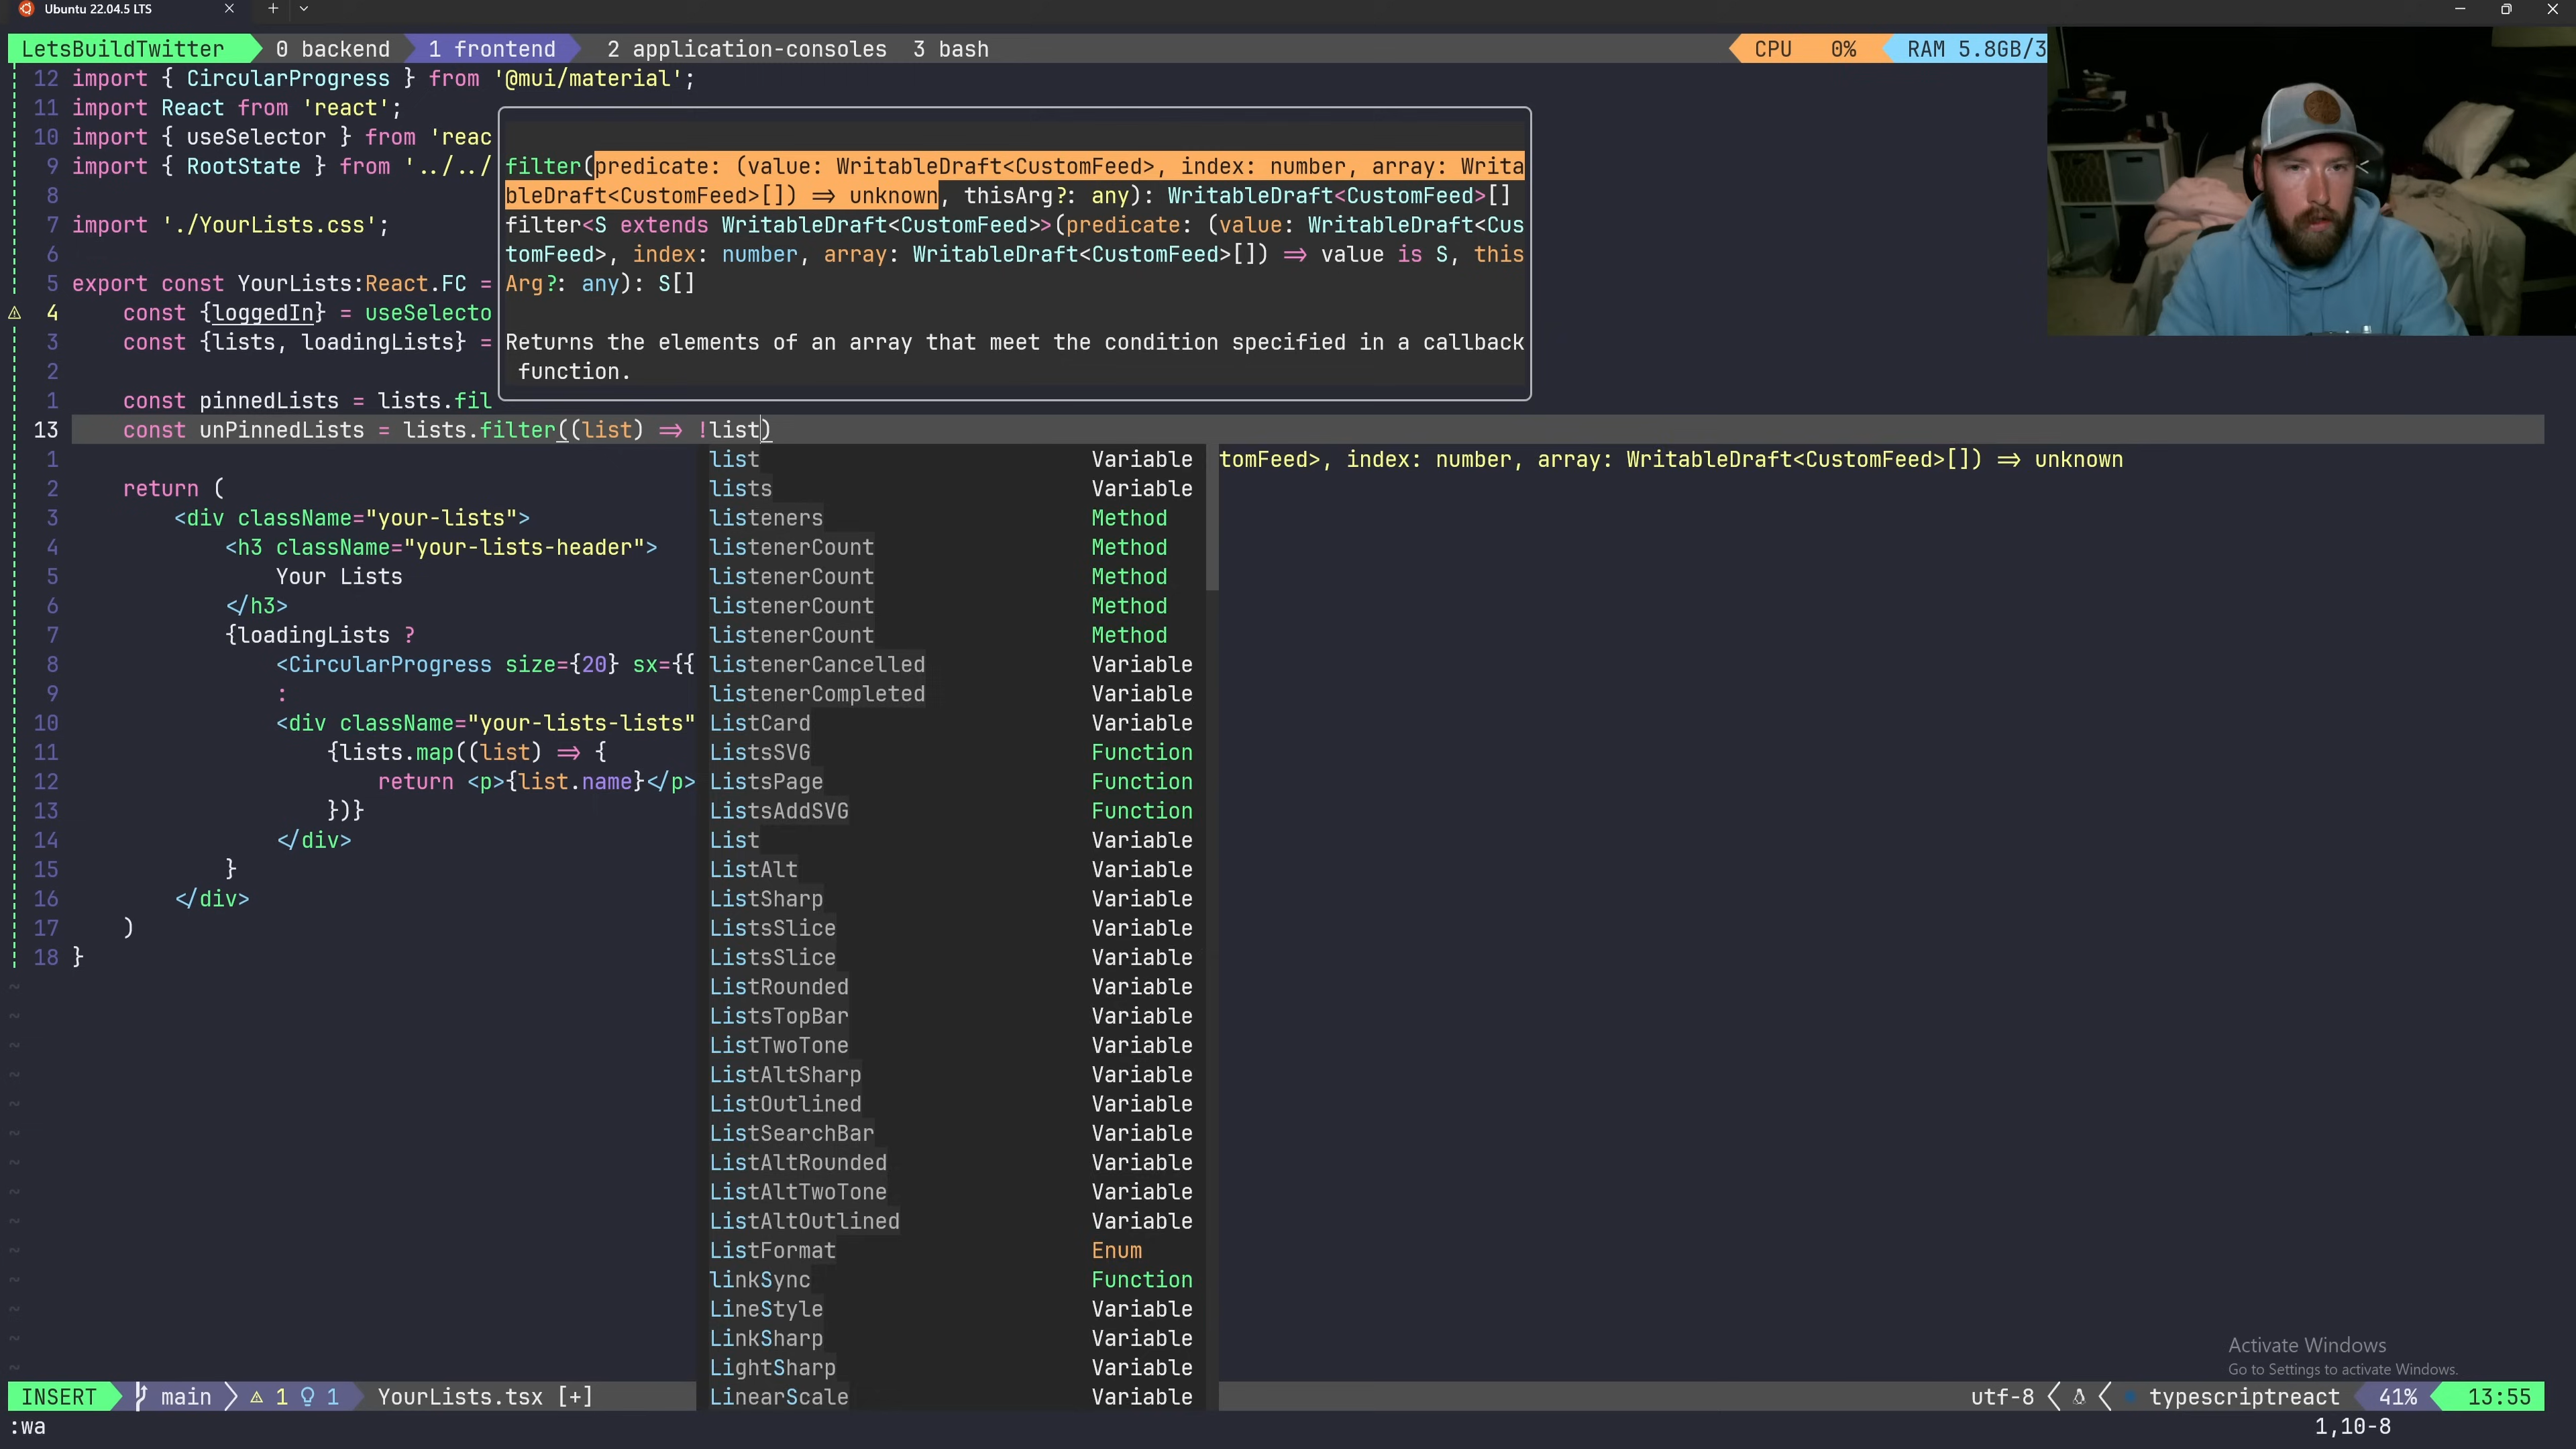 Ubuntu 22.04.5 LTS
LetsBuildTwitter 0 backend 1 frontend 2 application-consoles 3 bash CPU 0% RAM 5.8GB/3
12 import { CircularProgress } from '@mui/material';
11 import React from 'react';
10 import { useSelector } from 'reac
9 import { RootState } from '../../
8
7 import './YourLists.css';
6
5 export const YourLists:React.FC =
4 const {loggedIn} = useSelecto
3 const {lists, loadingLists} =
2
1 const pinnedLists = lists.fil
filter(predicate: (value: WritableDraft<CustomFeed>, index: number, array: Writa
bleDraft<CustomFeed>[]) => unknown, thisArg?: any): WritableDraft<CustomFeed>[]
filter<S extends WritableDraft<CustomFeed>>(predicate: (value: WritableDraft<Cus
tomFeed>, index: number, array: WritableDraft<CustomFeed>[]) => value is S, this
Arg?: any): S[]
Returns the elements of an array that meet the condition specified in a callback
function.
13 const unPinnedLists = lists.filter((list) => !list)
1
2 return (
3 <div className="your-lists">
4 <h3 className="your-lists-header">
5 Your Lists
6 </h3>
7 {loadingLists ?
8 <CircularProgress size={20} sx={{
9 :
10 <div className="your-lists-lists"
11 {lists.map((list) => {
12 return <p>{list.name}</p>
13 })}
14 </div>
15 }
16 </div>
17 )
18 }
list Variable tomFeed>, index: number, array: WritableDraft<CustomFeed>[]) => unknown
lists Variable
listeners Method
listenerCount Method
listenerCount Method
listenerCount Method
listenerCount Method
listenerCancelled Variable
listenerCompleted Variable
ListCard Variable
ListsSVG Function
ListsPage Function
ListsAddSVG Function
List Variable
ListAlt Variable
ListSharp Variable
ListsSlice Variable
ListsSlice Variable
ListRounded Variable
ListsTopBar Variable
ListTwoTone Variable
ListAltSharp Variable
ListOutlined Variable
ListSearchBar Variable
ListAltRounded Variable
ListAltTwoTone Variable
ListAltOutlined Variable
ListFormat Enum
linkSync Function
LineStyle Variable
LinkSharp Variable
LightSharp Variable
LinearScale Variable
Activate Windows
Go to Settings to activate Windows.
INSERT main 1 1 YourLists.tsx [+] utf-8 typescriptreact 41% 13:55
:wa 1,10-8